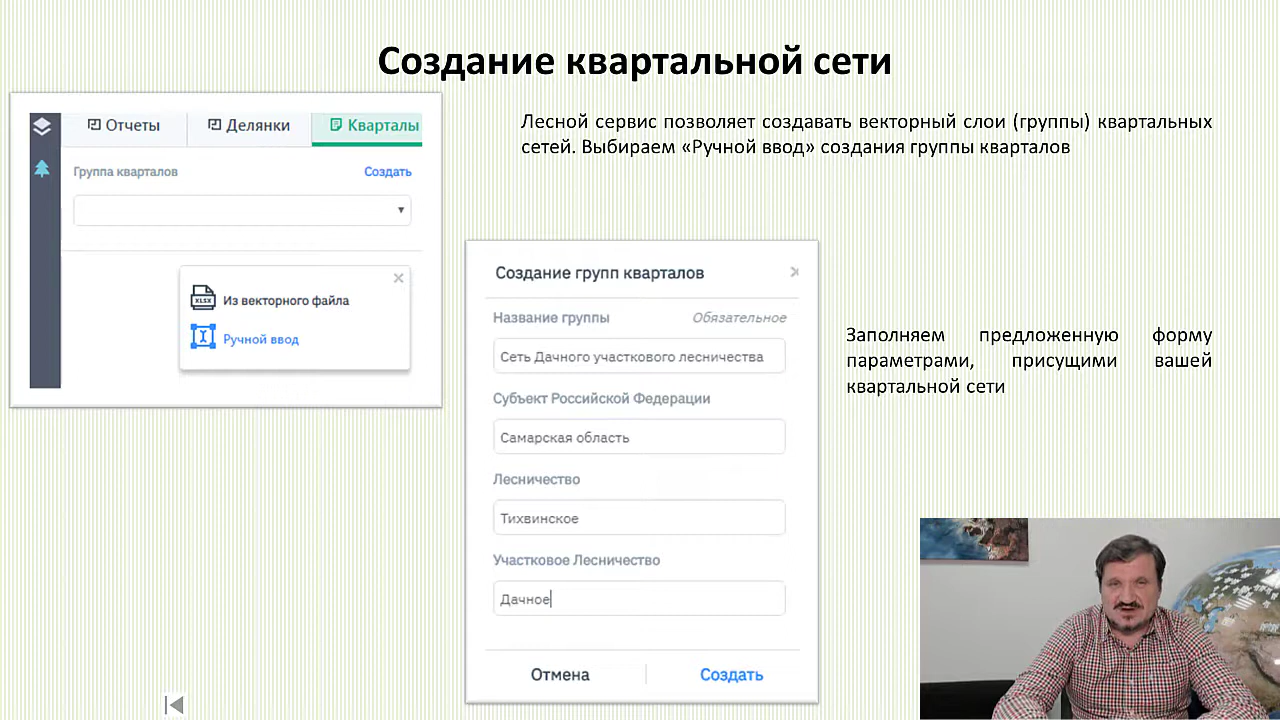 Создание квартальной сети
Отчеты
Делянки
Кварталы
Группа кварталов
Создать
Из векторного файла
XLSX
Ручной ввод
Лесной сервис позволяет создавать векторный слои (группы) квартальных
сетей. Выбираем «Ручной ввод» создания группы кварталов
Создание групп кварталов
Название группы
Обязательное
Сеть Дачного участкового лесничества
Субъект Российской Федерации
Самарская область
Лесничество
Тихвинское
Участковое Лесничество
Дачное
Отмена
Создать
Заполняем предложенную форму
параметрами, присущими вашей
квартальной сети